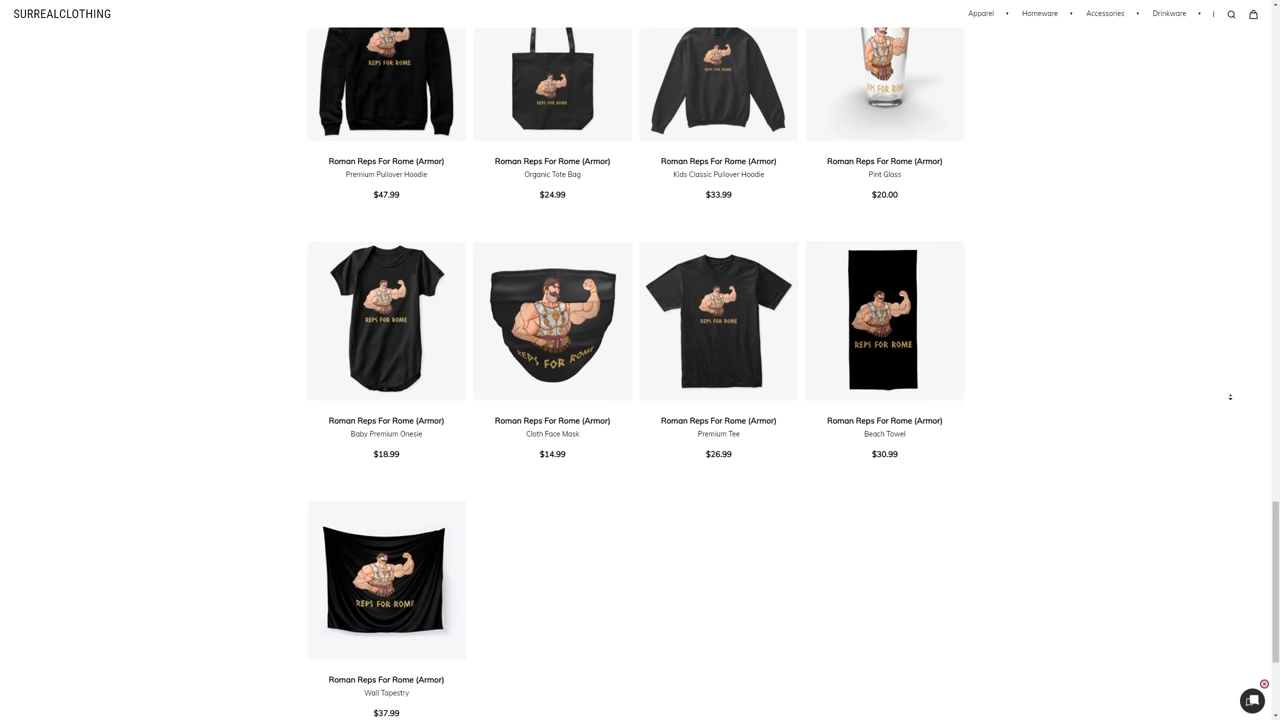 SURREALCLOTHING
Apparel
Homeware
Accessories
Drinkware
REPS FOR ROME
REPS FOR ROME
REPS FOR ROME
REPS FOR ROME
Roman Reps For Rome (Armor)
Premium Pullover Hoodie
$47.99
Roman Reps For Rome (Armor)
Organic Tote Bag
$24.99
Roman Reps For Rome (Armor)
Kids Classic Pullover Hoodie
$33.99
Roman Reps For Rome (Armor)
Pint Glass
$20.00
REPS FOR ROME
REPS FOR ROME
REPS FOR ROME
REPS FOR ROME
Roman Reps For Rome (Armor)
Baby Premium Onesie
$18.99
Roman Reps For Rome (Armor)
Cloth Face Mask
$14.99
Roman Reps For Rome (Armor)
Premium Tee
$26.99
Roman Reps For Rome (Armor)
Beach Towel
$30.99
REPS FOR ROME
Roman Reps For Rome (Armor)
Wall Tapestry
$37.99